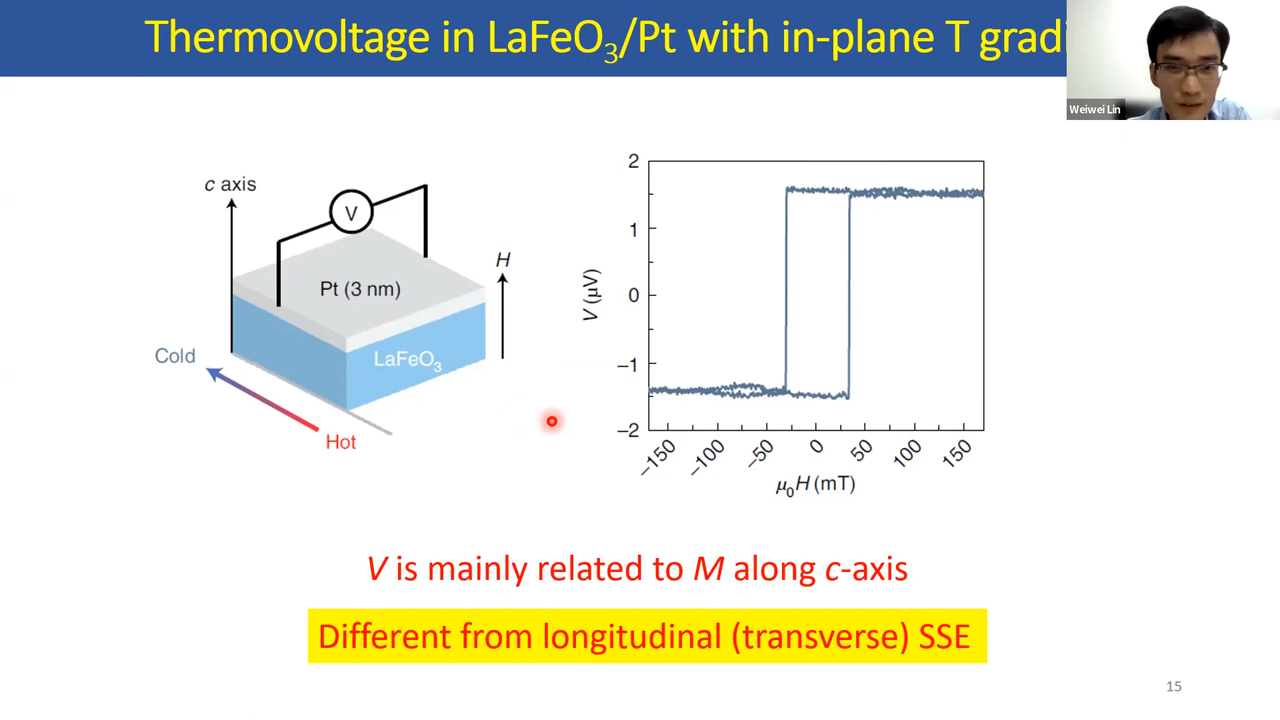 Thermovoltage in LaFeO₃/Pt with in-plane T gradi
Weiwei Lin
c axis
V
H
Pt (3 nm)
LaFeO₃
Cold
Hot
2
1
0
−1
−2
V (μV)
−150
−100
−50
0
50
100
150
μ₀H (mT)
V is mainly related to M along c-axis
Different from longitudinal (transverse) SSE
15